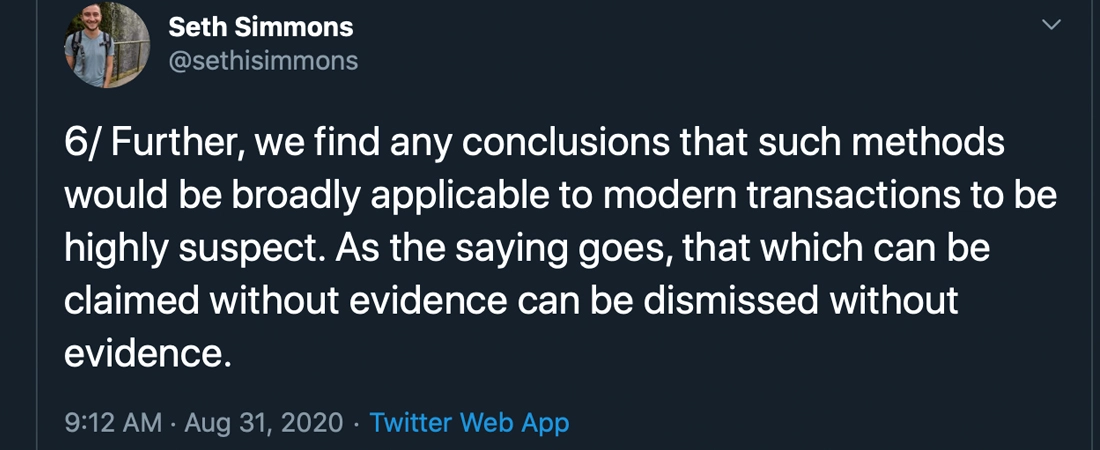 Seth Simmons
@sethisimmons
6/ Further, we find any conclusions that such methods
would be broadly applicable to modern transactions to be
highly suspect. As the saying goes, that which can be
claimed without evidence can be dismissed without
evidence.
9:12 AM · Aug 31, 2020 · Twitter Web App